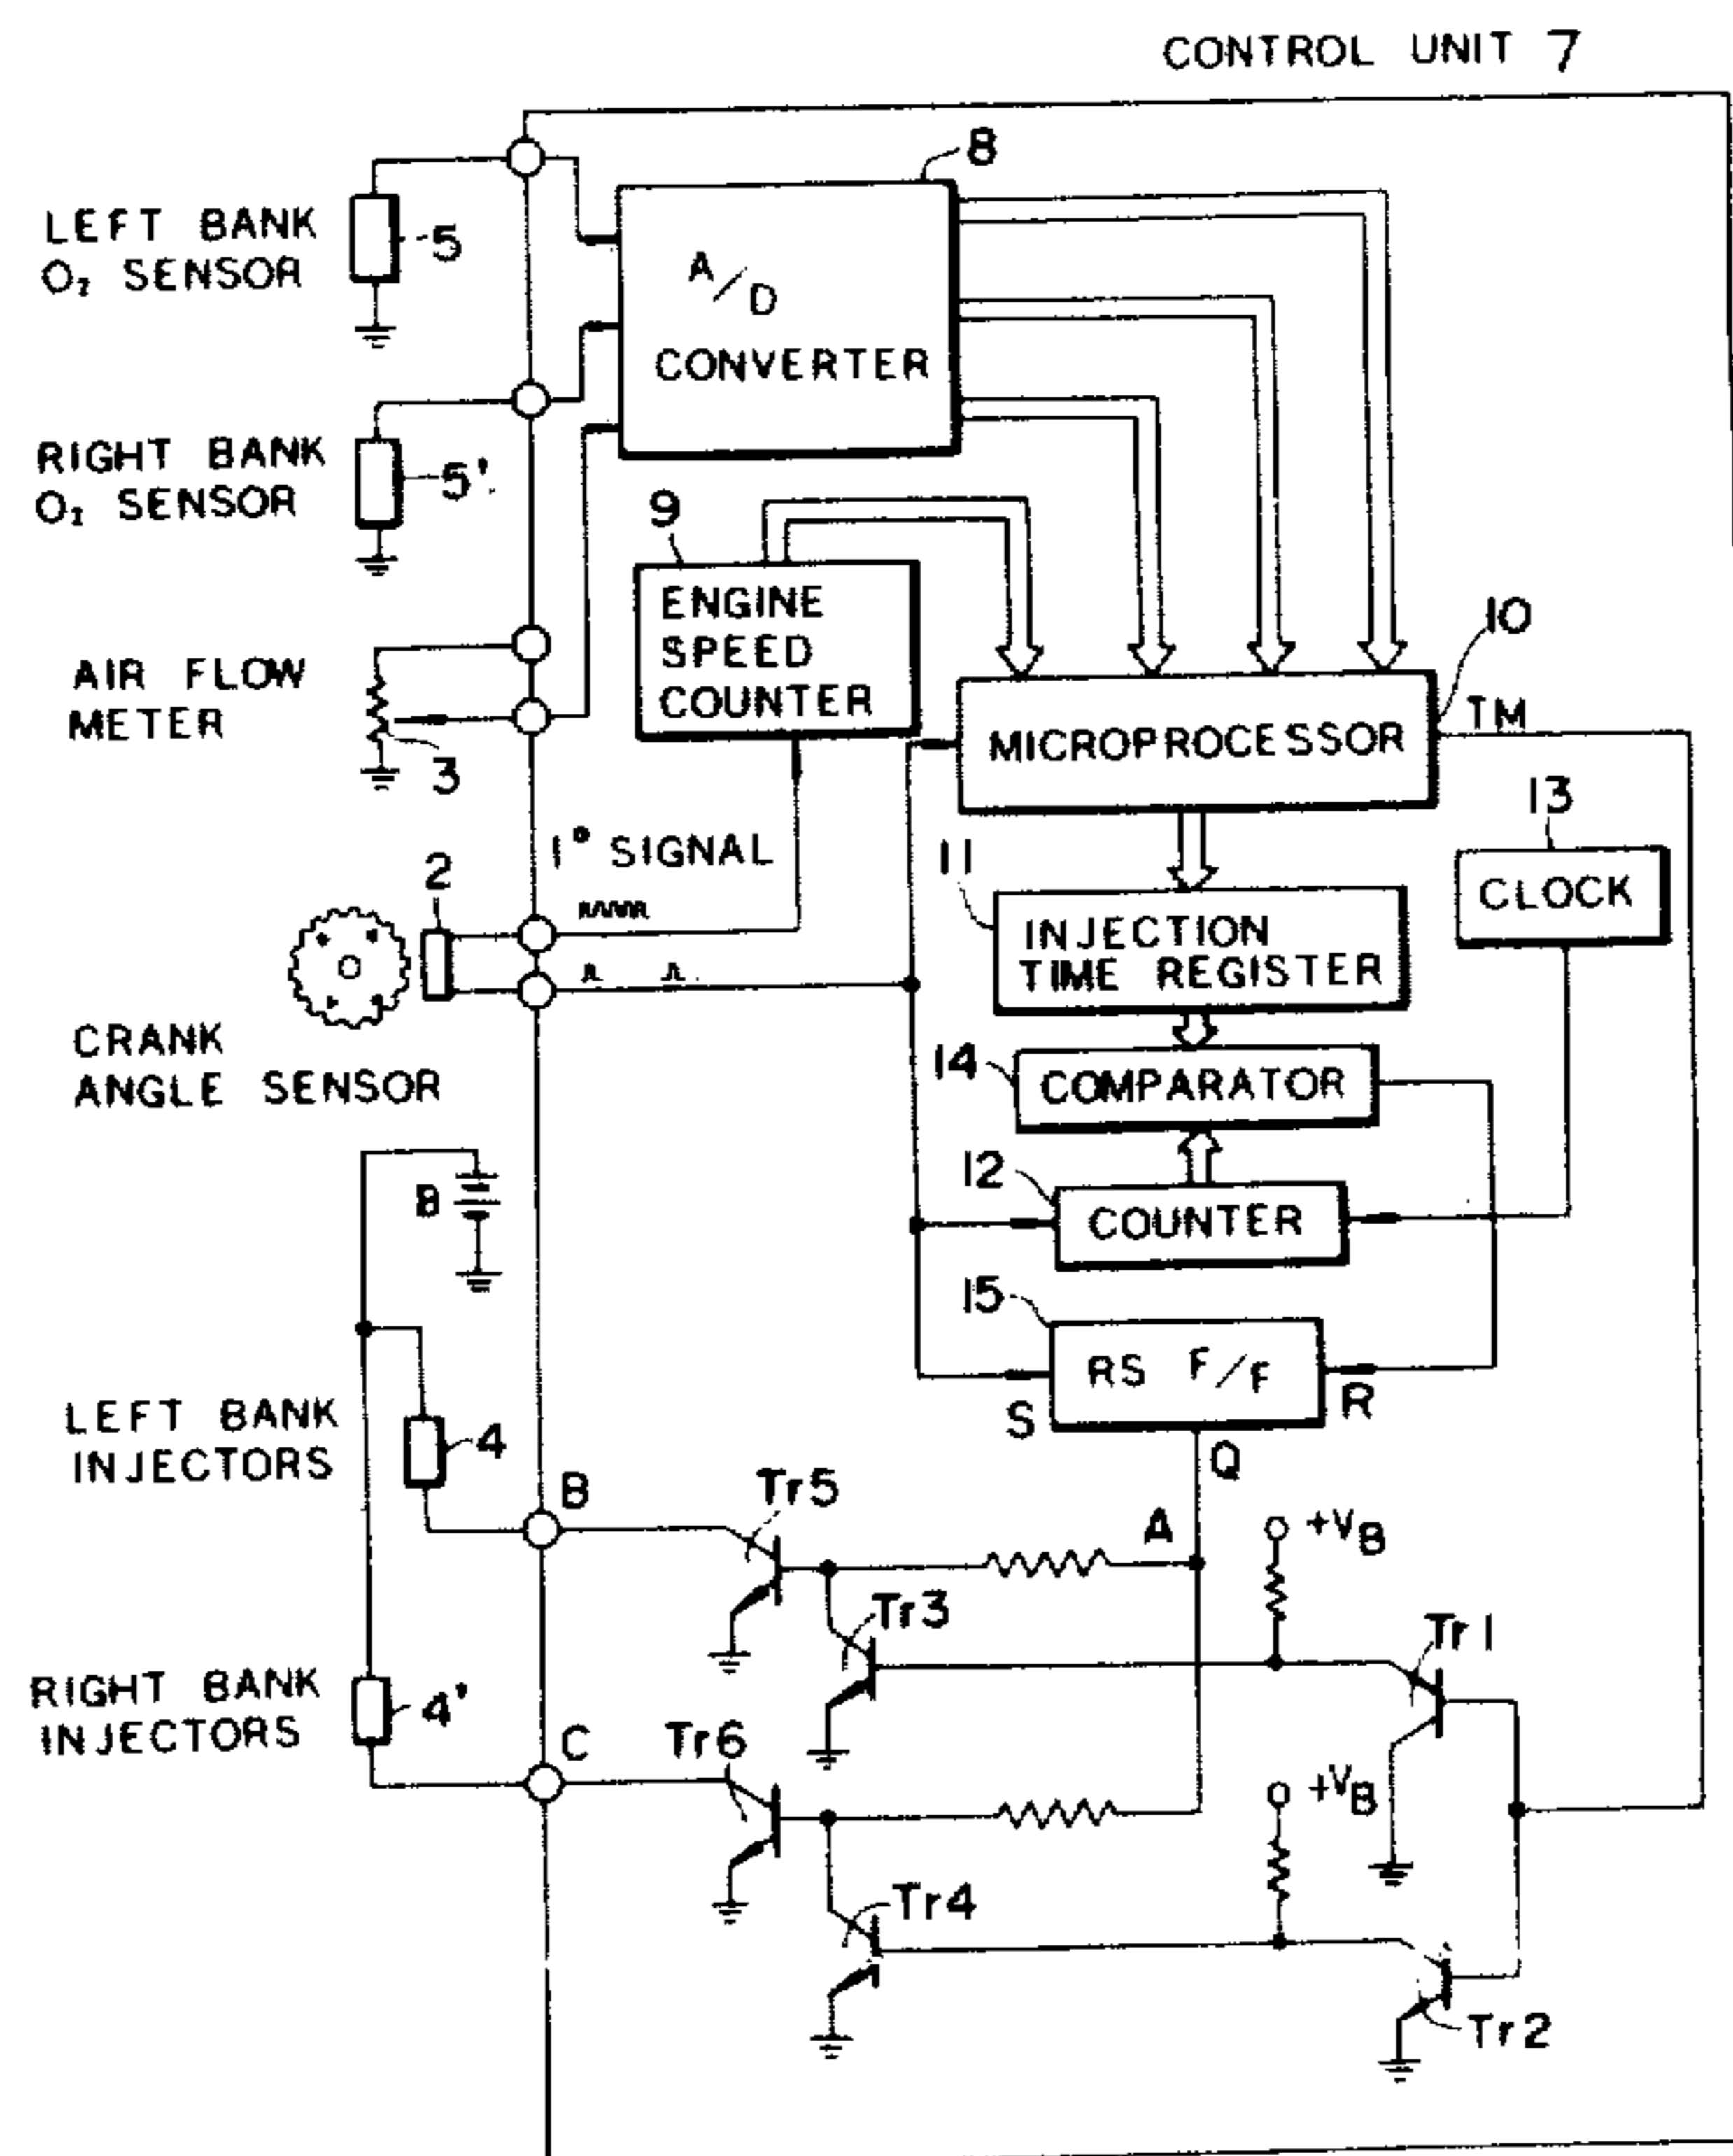 CONTROL UNIT 7
8
LEFT BANK
O₂ SENSOR
5
A/D
CONVERTER
RIGHT BANK
O₂ SENSOR
5'
9
ENGINE
SPEED
COUNTER
10
AIR FLOW
METER
3
MICROPROCESSOR
TM
13
CLOCK
1° SIGNAL
2
11
INJECTION
TIME REGISTER
CRANK
ANGLE SENSOR
14
COMPARATOR
B
12
COUNTER
15
RS F/F
S
R
Q
LEFT BANK
INJECTORS
4
B
Tr5
A
+VB
Tr3
Tr1
RIGHT BANK
INJECTORS
4'
C
Tr6
+VB
Tr4
Tr2